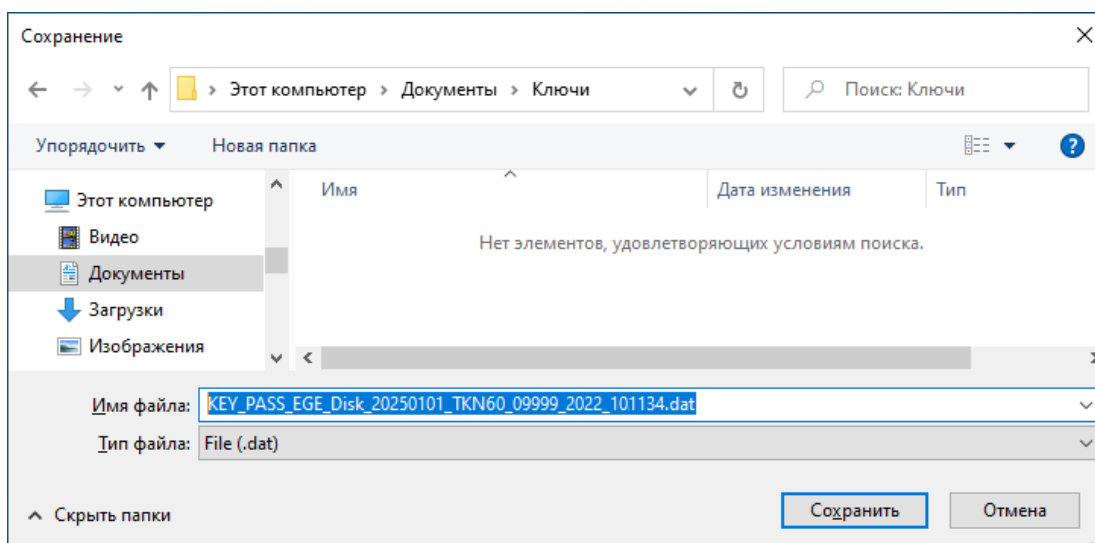 Сохранение
Этот компьютер > Документы > Ключи
Поиск: Ключи
Упорядочить
Новая папка
Имя
Дата изменения
Тип
Этот компьютер
Видео
Документы
Загрузки
Изображения
Нет элементов, удовлетворяющих условиям поиска.
Имя файла: KEY_PASS_EGE_Disk_20250101_TKN60_09999_2022_101134.dat
Тип файла: File (.dat)
Скрыть папки
Сохранить
Отмена